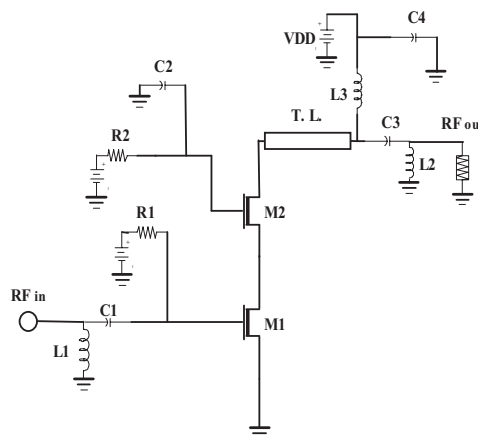 C4
VDD
C2
L3
T. L.
C3
RF ou
R2
L2
M2
R1
RF in
C1
M1
L1